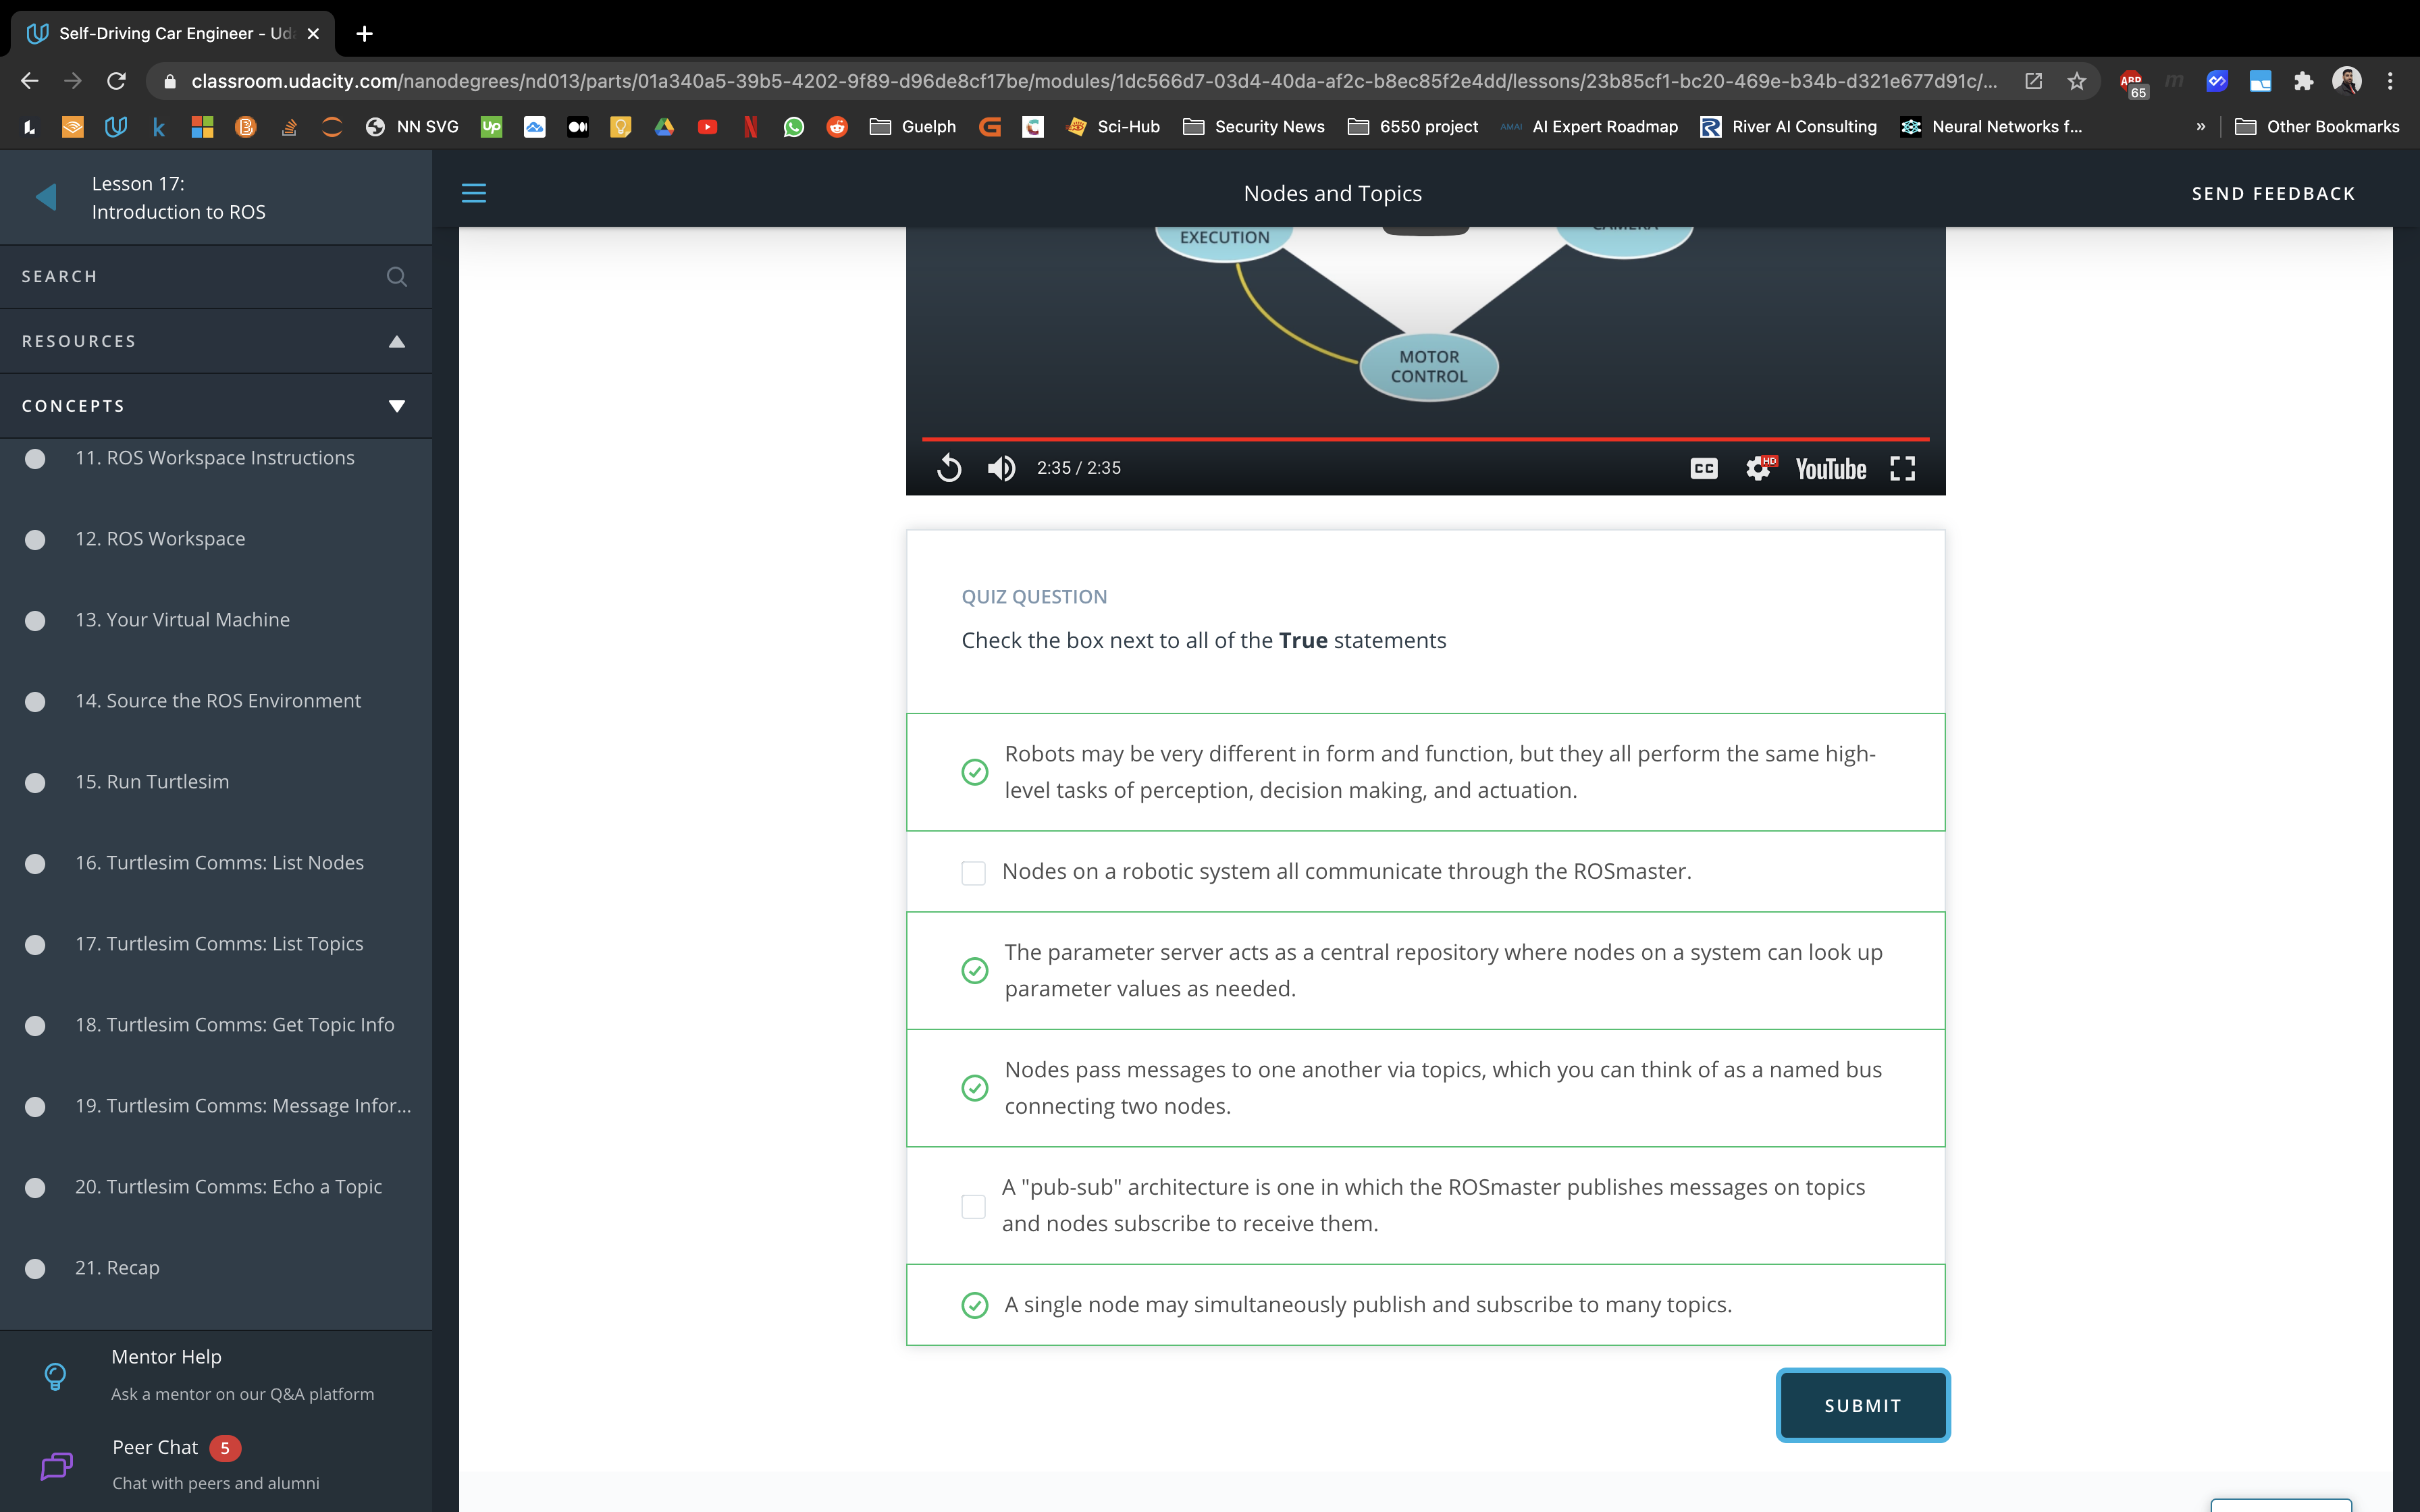 Self-Driving Car Engineer - Ud
classroom.udacity.com/nanodegrees/nd013/parts/01a340a5-39b5-4202-9f89-d96de8cf17be/modules/1dc566d7-03d4-40da-af2c-b8ec85f2e4dd/lessons/23b85cf1-bc20-469e-b34b-d321e677d91c/...
ABP
65
NN SVG
Up
Guelph
Sci-Hub
Security News
6550 project
AMAI
AI Expert Roadmap
River AI Consulting
Neural Networks f...
»
Other Bookmarks
Lesson 17:
Introduction to ROS
Nodes and Topics
SEND FEEDBACK
SEARCH
RESOURCES
CONCEPTS
11. ROS Workspace Instructions
12. ROS Workspace
13. Your Virtual Machine
14. Source the ROS Environment
15. Run Turtlesim
16. Turtlesim Comms: List Nodes
17. Turtlesim Comms: List Topics
18. Turtlesim Comms: Get Topic Info
19. Turtlesim Comms: Message Infor...
20. Turtlesim Comms: Echo a Topic
21. Recap
Mentor Help
Ask a mentor on our Q&A platform
Peer Chat 5
Chat with peers and alumni
EXECUTION
CAMERA
MOTOR
CONTROL
2:35 / 2:35
CC
HD
YouTube
QUIZ QUESTION
Check the box next to all of the True statements
Robots may be very different in form and function, but they all perform the same high-
level tasks of perception, decision making, and actuation.
Nodes on a robotic system all communicate through the ROSmaster.
The parameter server acts as a central repository where nodes on a system can look up
parameter values as needed.
Nodes pass messages to one another via topics, which you can think of as a named bus
connecting two nodes.
A "pub-sub" architecture is one in which the ROSmaster publishes messages on topics
and nodes subscribe to receive them.
A single node may simultaneously publish and subscribe to many topics.
SUBMIT